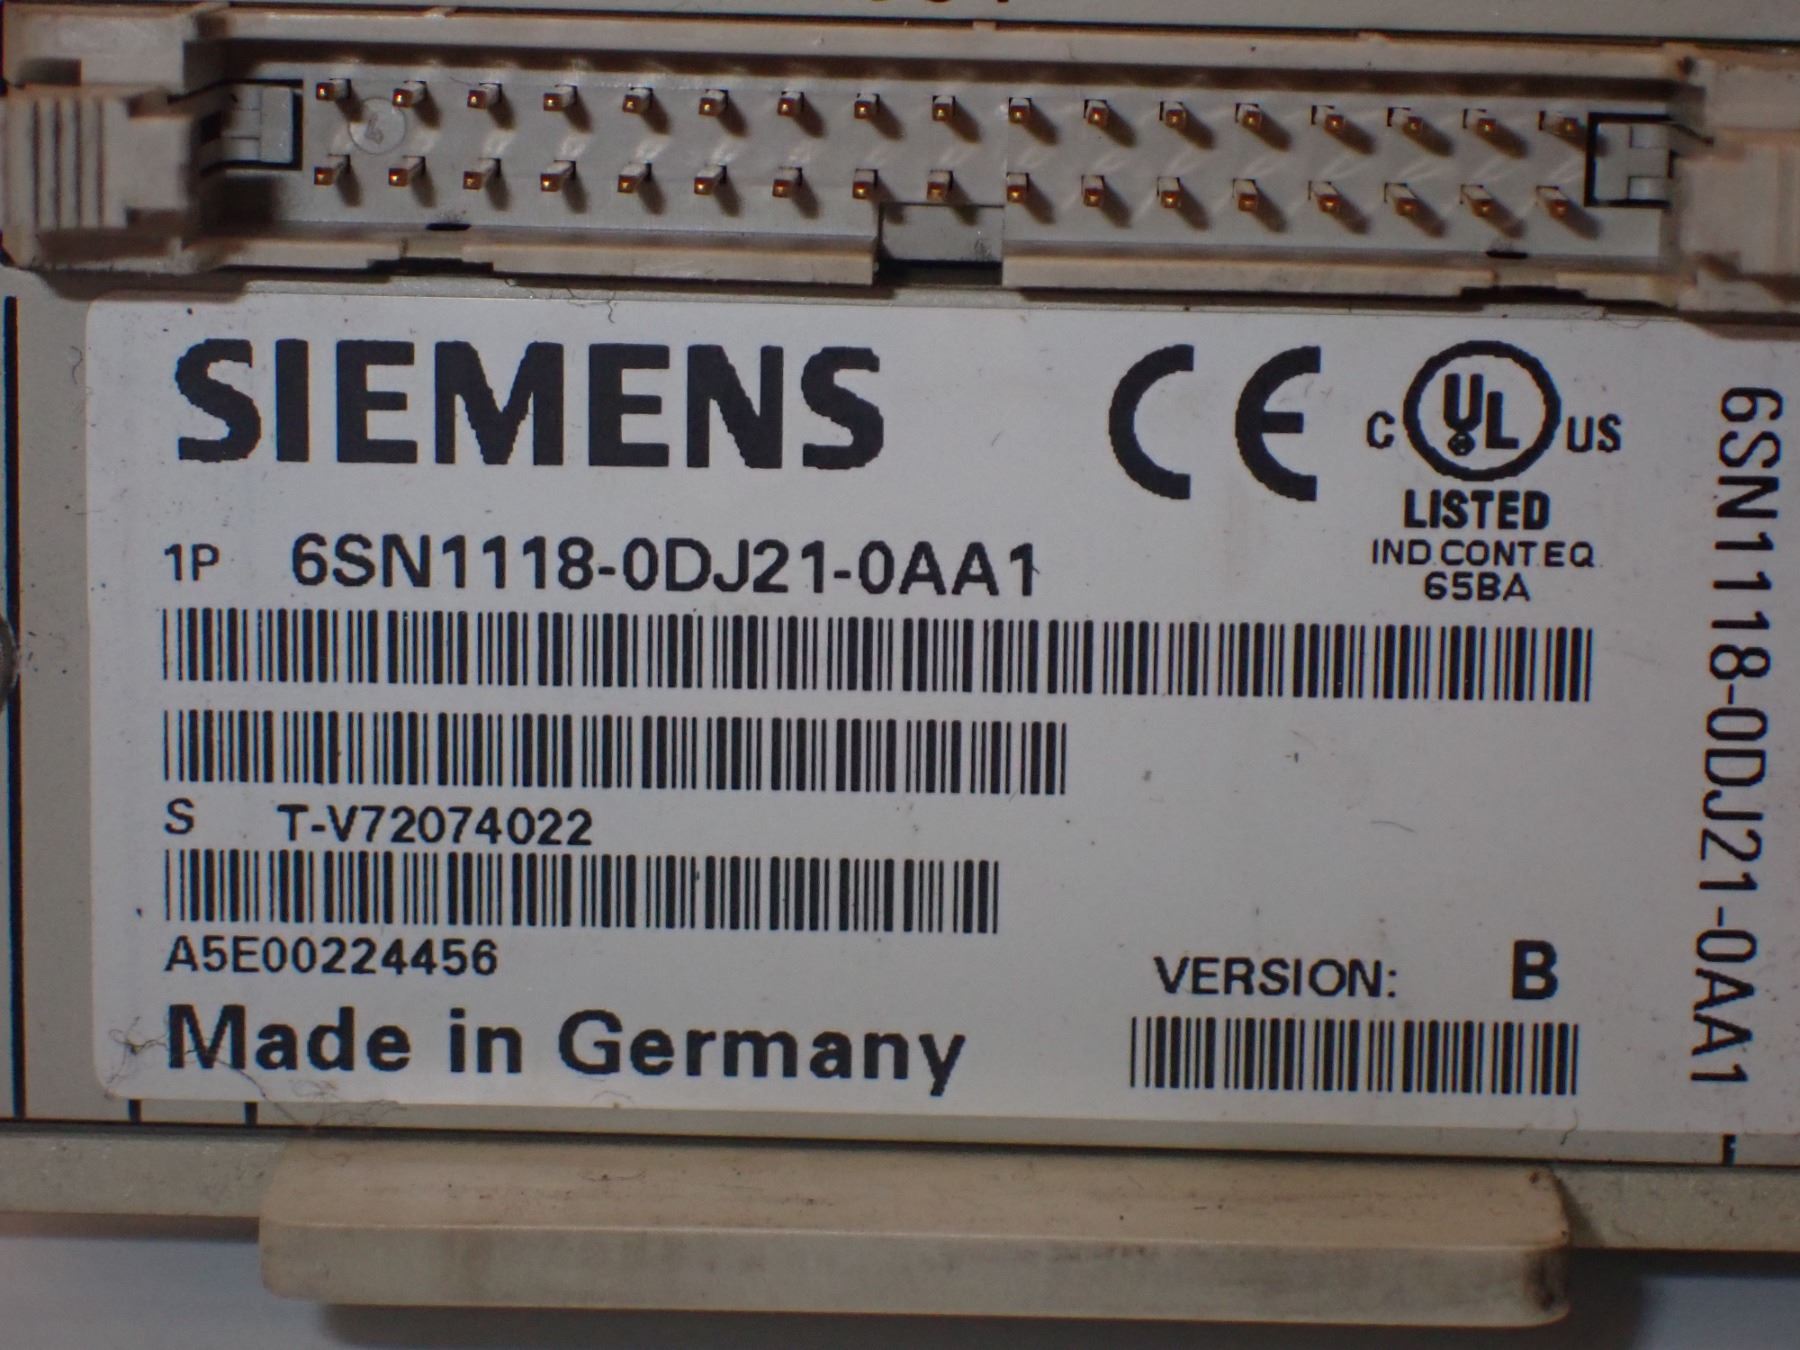 SIEMENS
CE
C UL US
LISTED
IND.CONT.EQ.
65BA
1P 6SN1118-0DJ21-0AA1
S T-V72074022
A5E00224456
VERSION: B
Made in Germany
6SN1118-0DJ21-0AA1